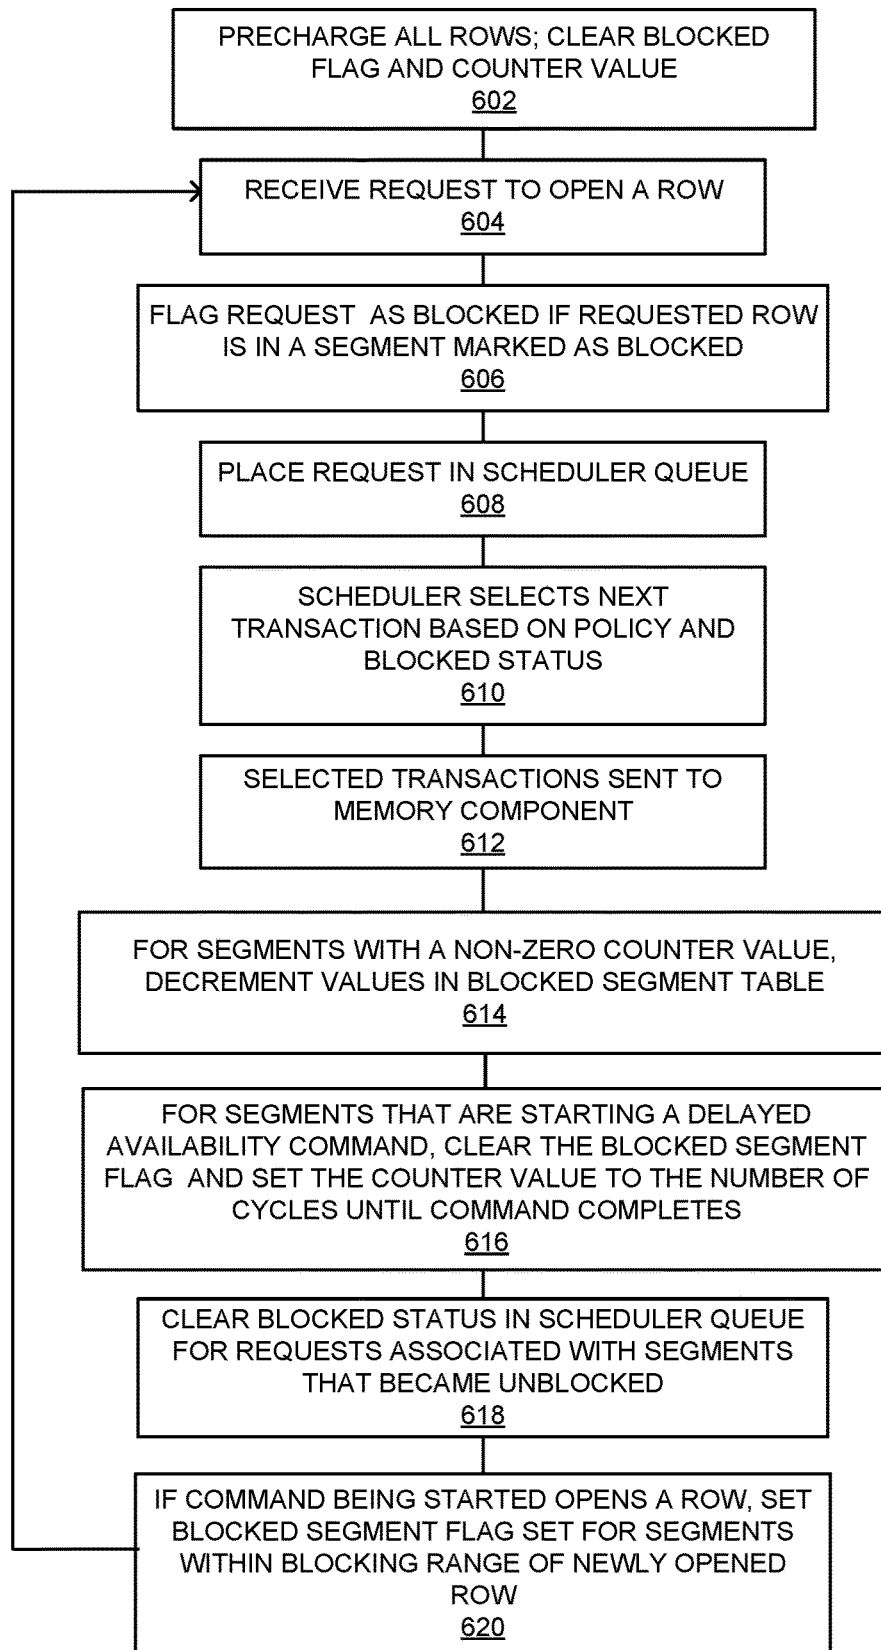 PRECHARGE ALL ROWS; CLEAR BLOCKED
FLAG AND COUNTER VALUE
602
RECEIVE REQUEST TO OPEN A ROW
604
FLAG REQUEST AS BLOCKED IF REQUESTED ROW
IS IN A SEGMENT MARKED AS BLOCKED
606
PLACE REQUEST IN SCHEDULER QUEUE
608
SCHEDULER SELECTS NEXT
TRANSACTION BASED ON POLICY AND
BLOCKED STATUS
610
SELECTED TRANSACTIONS SENT TO
MEMORY COMPONENT
612
FOR SEGMENTS WITH A NON-ZERO COUNTER VALUE,
DECREMENT VALUES IN BLOCKED SEGMENT TABLE
614
FOR SEGMENTS THAT ARE STARTING A DELAYED
AVAILABILITY COMMAND, CLEAR THE BLOCKED SEGMENT
FLAG AND SET THE COUNTER VALUE TO THE NUMBER OF
CYCLES UNTIL COMMAND COMPLETES
616
CLEAR BLOCKED STATUS IN SCHEDULER QUEUE
FOR REQUESTS ASSOCIATED WITH SEGMENTS
THAT BECAME UNBLOCKED
618
IF COMMAND BEING STARTED OPENS A ROW, SET
BLOCKED SEGMENT FLAG SET FOR SEGMENTS
WITHIN BLOCKING RANGE OF NEWLY OPENED
ROW
620